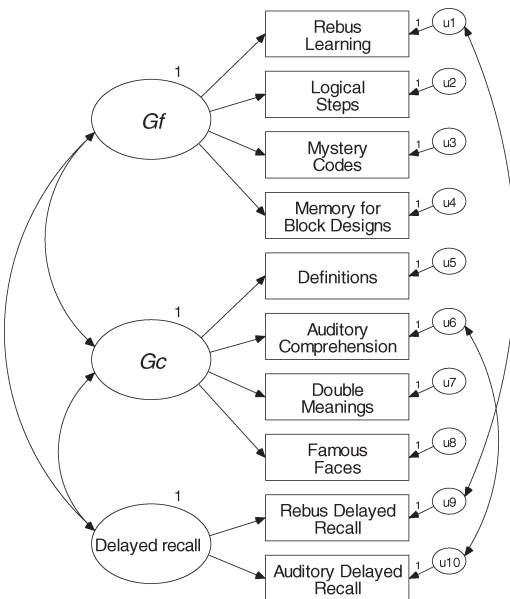 1
Rebus
Learning
1
u1
Logical
Steps
1
u2
Gf
Mystery
Codes
1
u3
Memory for
Block Designs
1
u4
Definitions
1
u5
1
Auditory
Comprehension
1
u6
Gc
Double
Meanings
1
u7
Famous
Faces
1
u8
1
Rebus Delayed
Recall
1
u9
Delayed recall
Auditory Delayed
Recall
1
u10